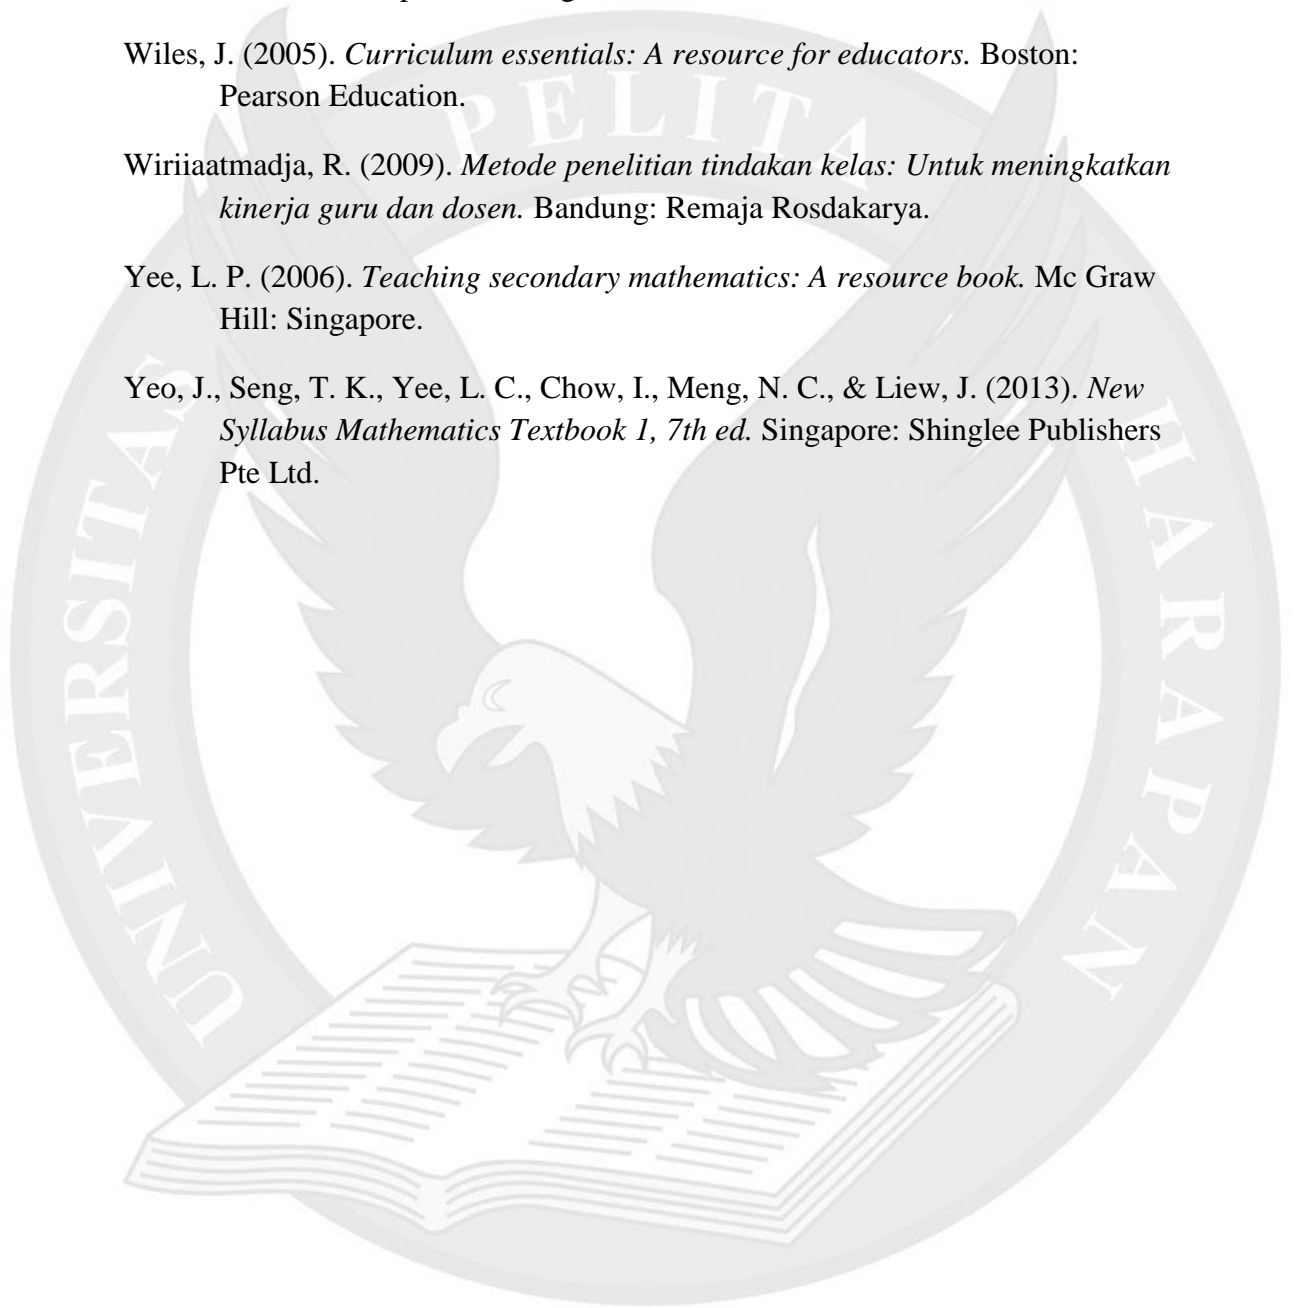 Wiles, J. (2005). Curriculum essentials: A resource for educators. Boston:
Pearson Education.
Wiriiaatmadja, R. (2009). Metode penelitian tindakan kelas: Untuk meningkatkan
kinerja guru dan dosen. Bandung: Remaja Rosdakarya.
Yee, L. P. (2006). Teaching secondary mathematics: A resource book. Mc Graw
Hill: Singapore.
Yeo, J., Seng, T. K., Yee, L. C., Chow, I., Meng, N. C., & Liew, J. (2013). New
Syllabus Mathematics Textbook 1, 7th ed. Singapore: Shinglee Publishers
Pte Ltd.
UNIVERSITAS PELITA HARAPAN